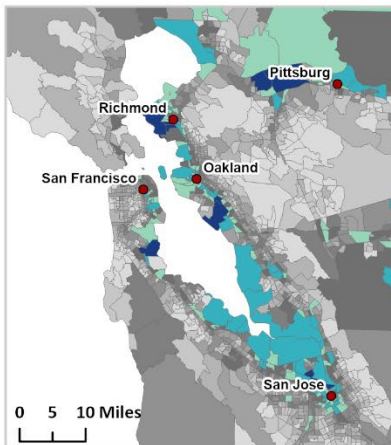 Pittsburg
Richmond
Oakland
San Francisco
San Jose
0 5 10 Miles